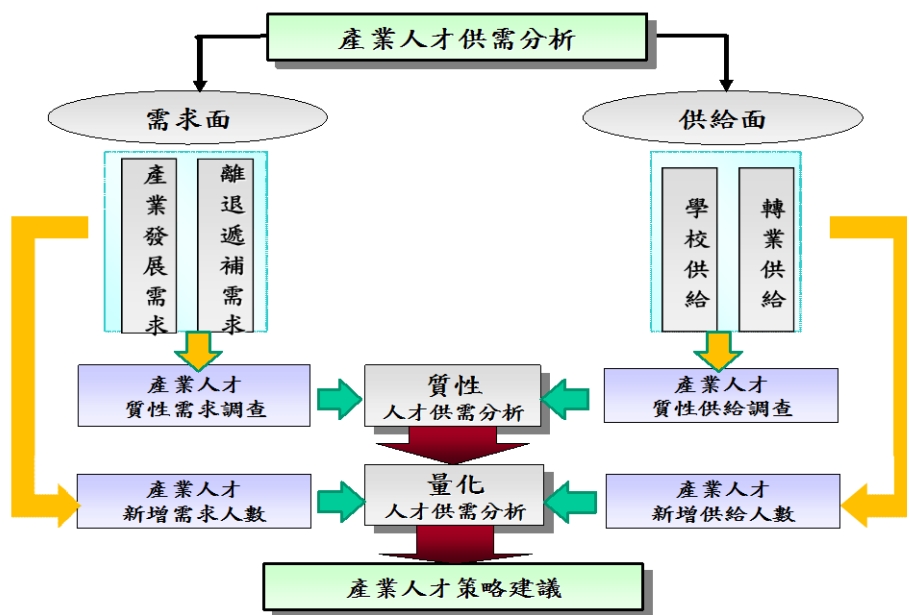 產業人才供需分析
需求面
供給面
產業發展需求
離退遞補需求
學校供給
轉業供給
產業人才
質性需求調查
質性
人才供需分析
產業人才
質性供給調查
產業人才
新增需求人數
量化
人才供需分析
產業人才
新增供給人數
產業人才策略建議